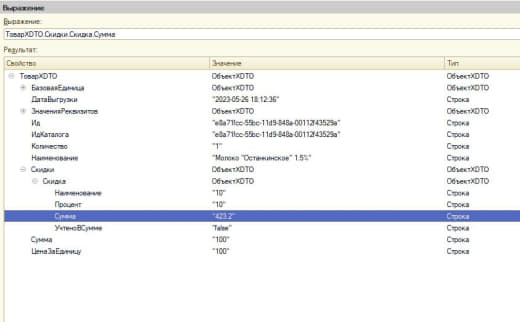 Выражение
Выражение:
ТоварXDTO.Скидки.Скидка.Сумма
Результат:
Свойство Значение Тип
ТоварXDTO ОбъектXDTO ОбъектXDTO
БазоваяЕдиница ОбъектXDTO ОбъектXDTO
ДатаВыгрузки "2023-05-26 18:12:36" Строка
ЗначенияРеквизитов ОбъектXDTO ОбъектXDTO
Ид "e8a71fcc-55bc-11d9-848a-00112f43529a" Строка
ИдКаталога "e8a71fcc-55bc-11d9-848a-00112f43529a" Строка
Количество "1" Строка
Наименование "Молоко "Останкинское" 1.5%" Строка
Скидки ОбъектXDTO ОбъектXDTO
Скидка ОбъектXDTO ОбъектXDTO
Наименование "10" Строка
Процент "10" Строка
Сумма "423.2" Строка
УчтеноВСумме "false" Строка
Сумма "100" Строка
ЦенаЗаЕдиницу "100" Строка